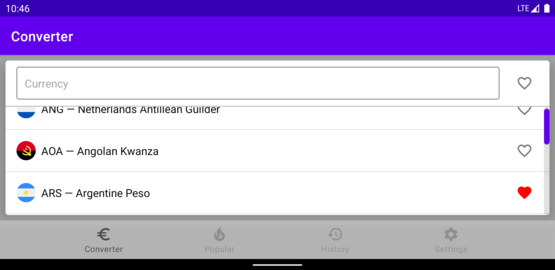 10:46
LTE
Converter
Currency
ANG — Netherlands Antillean Guilder
AOA — Angolan Kwanza
ARS — Argentine Peso
Converter
Popular
History
Settings